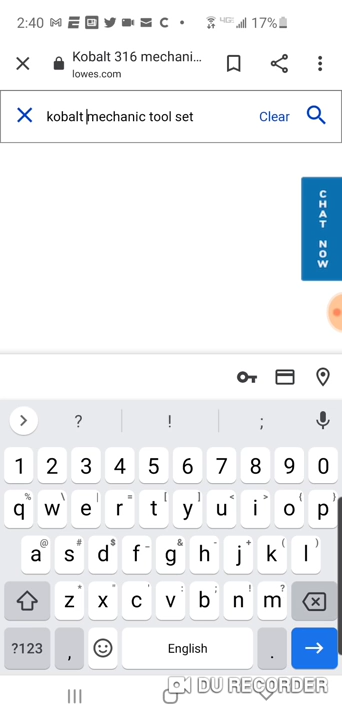 2:40 17%
Kobalt 316 mechani...
lowes.com
kobalt mechanic tool set Clear
CHAT NOW
? ! ;
1 2 3 4 5 6 7 8 9 0
% \ | = [ ] < > { }
q w e r t y u i o p
@ # $ _ & - + ( )
a s d f g h j k l
* " ' : ; ! ?
z x c v b n m
?123 , English .
DU RECORDER